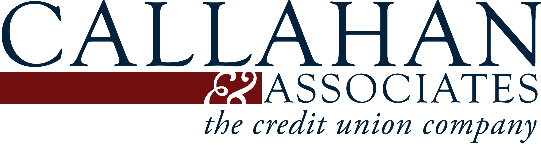 CALLAHAN
& ASSOCIATES
the credit union company